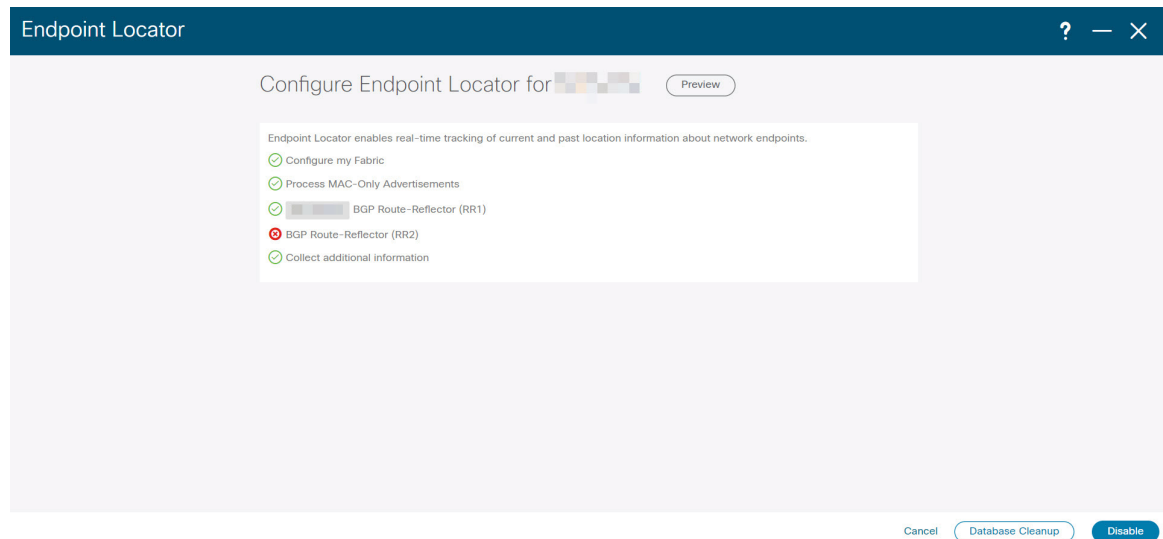 Endpoint Locator
? — ×
Configure Endpoint Locator for
Preview
Endpoint Locator enables real-time tracking of current and past location information about network endpoints.
Configure my Fabric
Process MAC-Only Advertisements
BGP Route-Reflector (RR1)
BGP Route-Reflector (RR2)
Collect additional information
Cancel Database Cleanup Disable